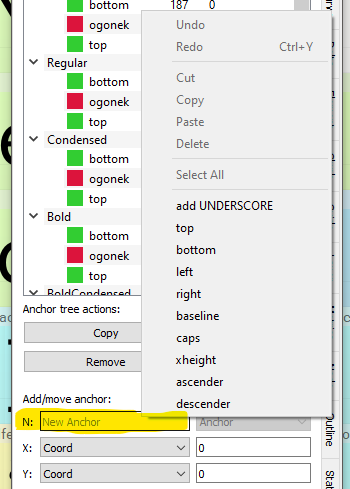 bottom 187 0
ogonek
top
Regular
bottom
ogonek
top
Condensed
bottom
ogonek
top
Bold
bottom
ogonek
top
BoldCondensed
Anchor tree actions:
Copy
Remove
Add/move anchor:
N: New Anchor Anchor
X: Coord 0
Y: Coord 0
Undo
Redo Ctrl+Y
Cut
Copy
Paste
Delete
Select All
add UNDERSCORE
top
bottom
left
right
baseline
caps
xheight
ascender
descender
Outline